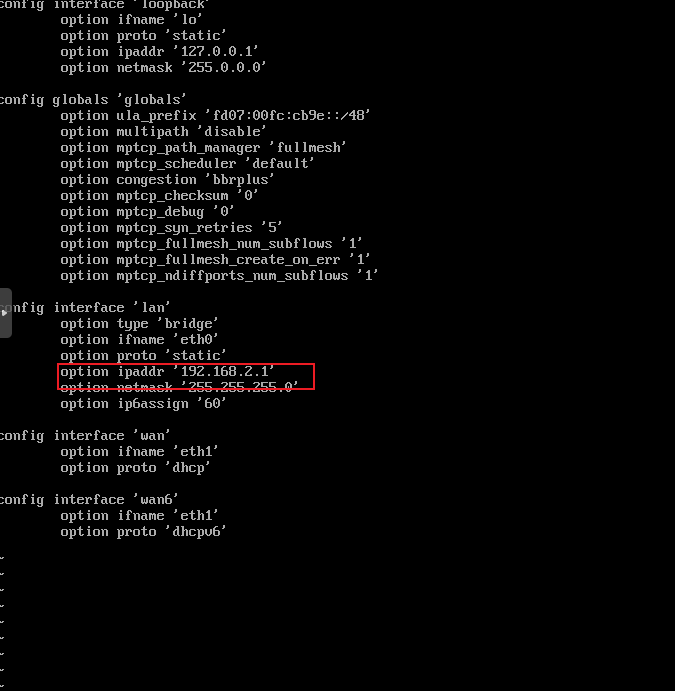 config interface 'loopback'
option ifname 'lo'
option proto 'static'
option ipaddr '127.0.0.1'
option netmask '255.0.0.0'
config globals 'globals'
option ula_prefix 'fd07:00fc:cb9e::/48'
option multipath 'disable'
option mptcp_path_manager 'fullmesh'
option mptcp_scheduler 'default'
option congestion 'bbrplus'
option mptcp_checksum '0'
option mptcp_debug '0'
option mptcp_syn_retries '5'
option mptcp_fullmesh_num_subflows '1'
option mptcp_fullmesh_create_on_err '1'
option mptcp_ndiffports_num_subflows '1'
config interface 'lan'
option type 'bridge'
option ifname 'eth0'
option proto 'static'
option ipaddr '192.168.2.1'
option netmask '255.255.255.0'
option ip6assign '60'
config interface 'wan'
option ifname 'eth1'
option proto 'dhcp'
config interface 'wan6'
option ifname 'eth1'
option proto 'dhcpv6'
~
~
~
~
~
~
~
~
~